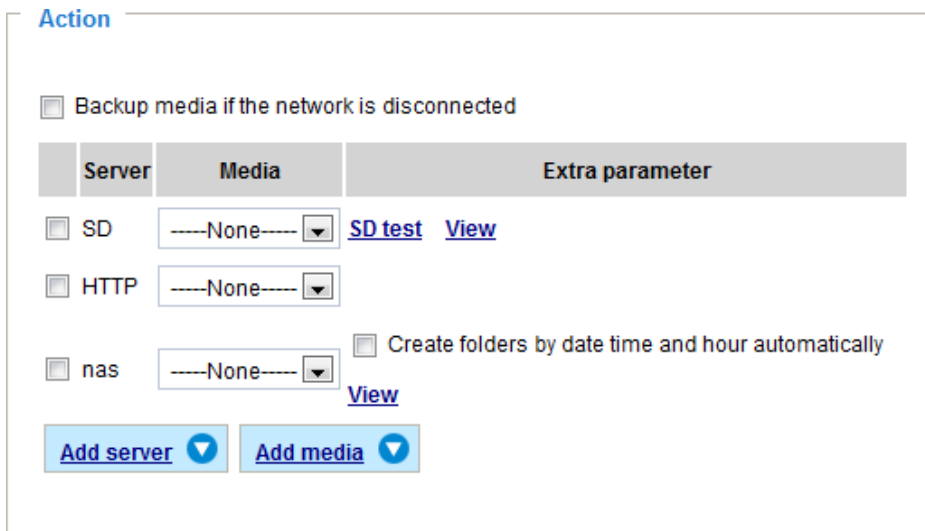 Action
Backup media if the network is disconnected
Server Media Extra parameter
SD -----None----- SD test View
HTTP -----None-----
Create folders by date time and hour automatically
nas -----None-----
View
Add server Add media